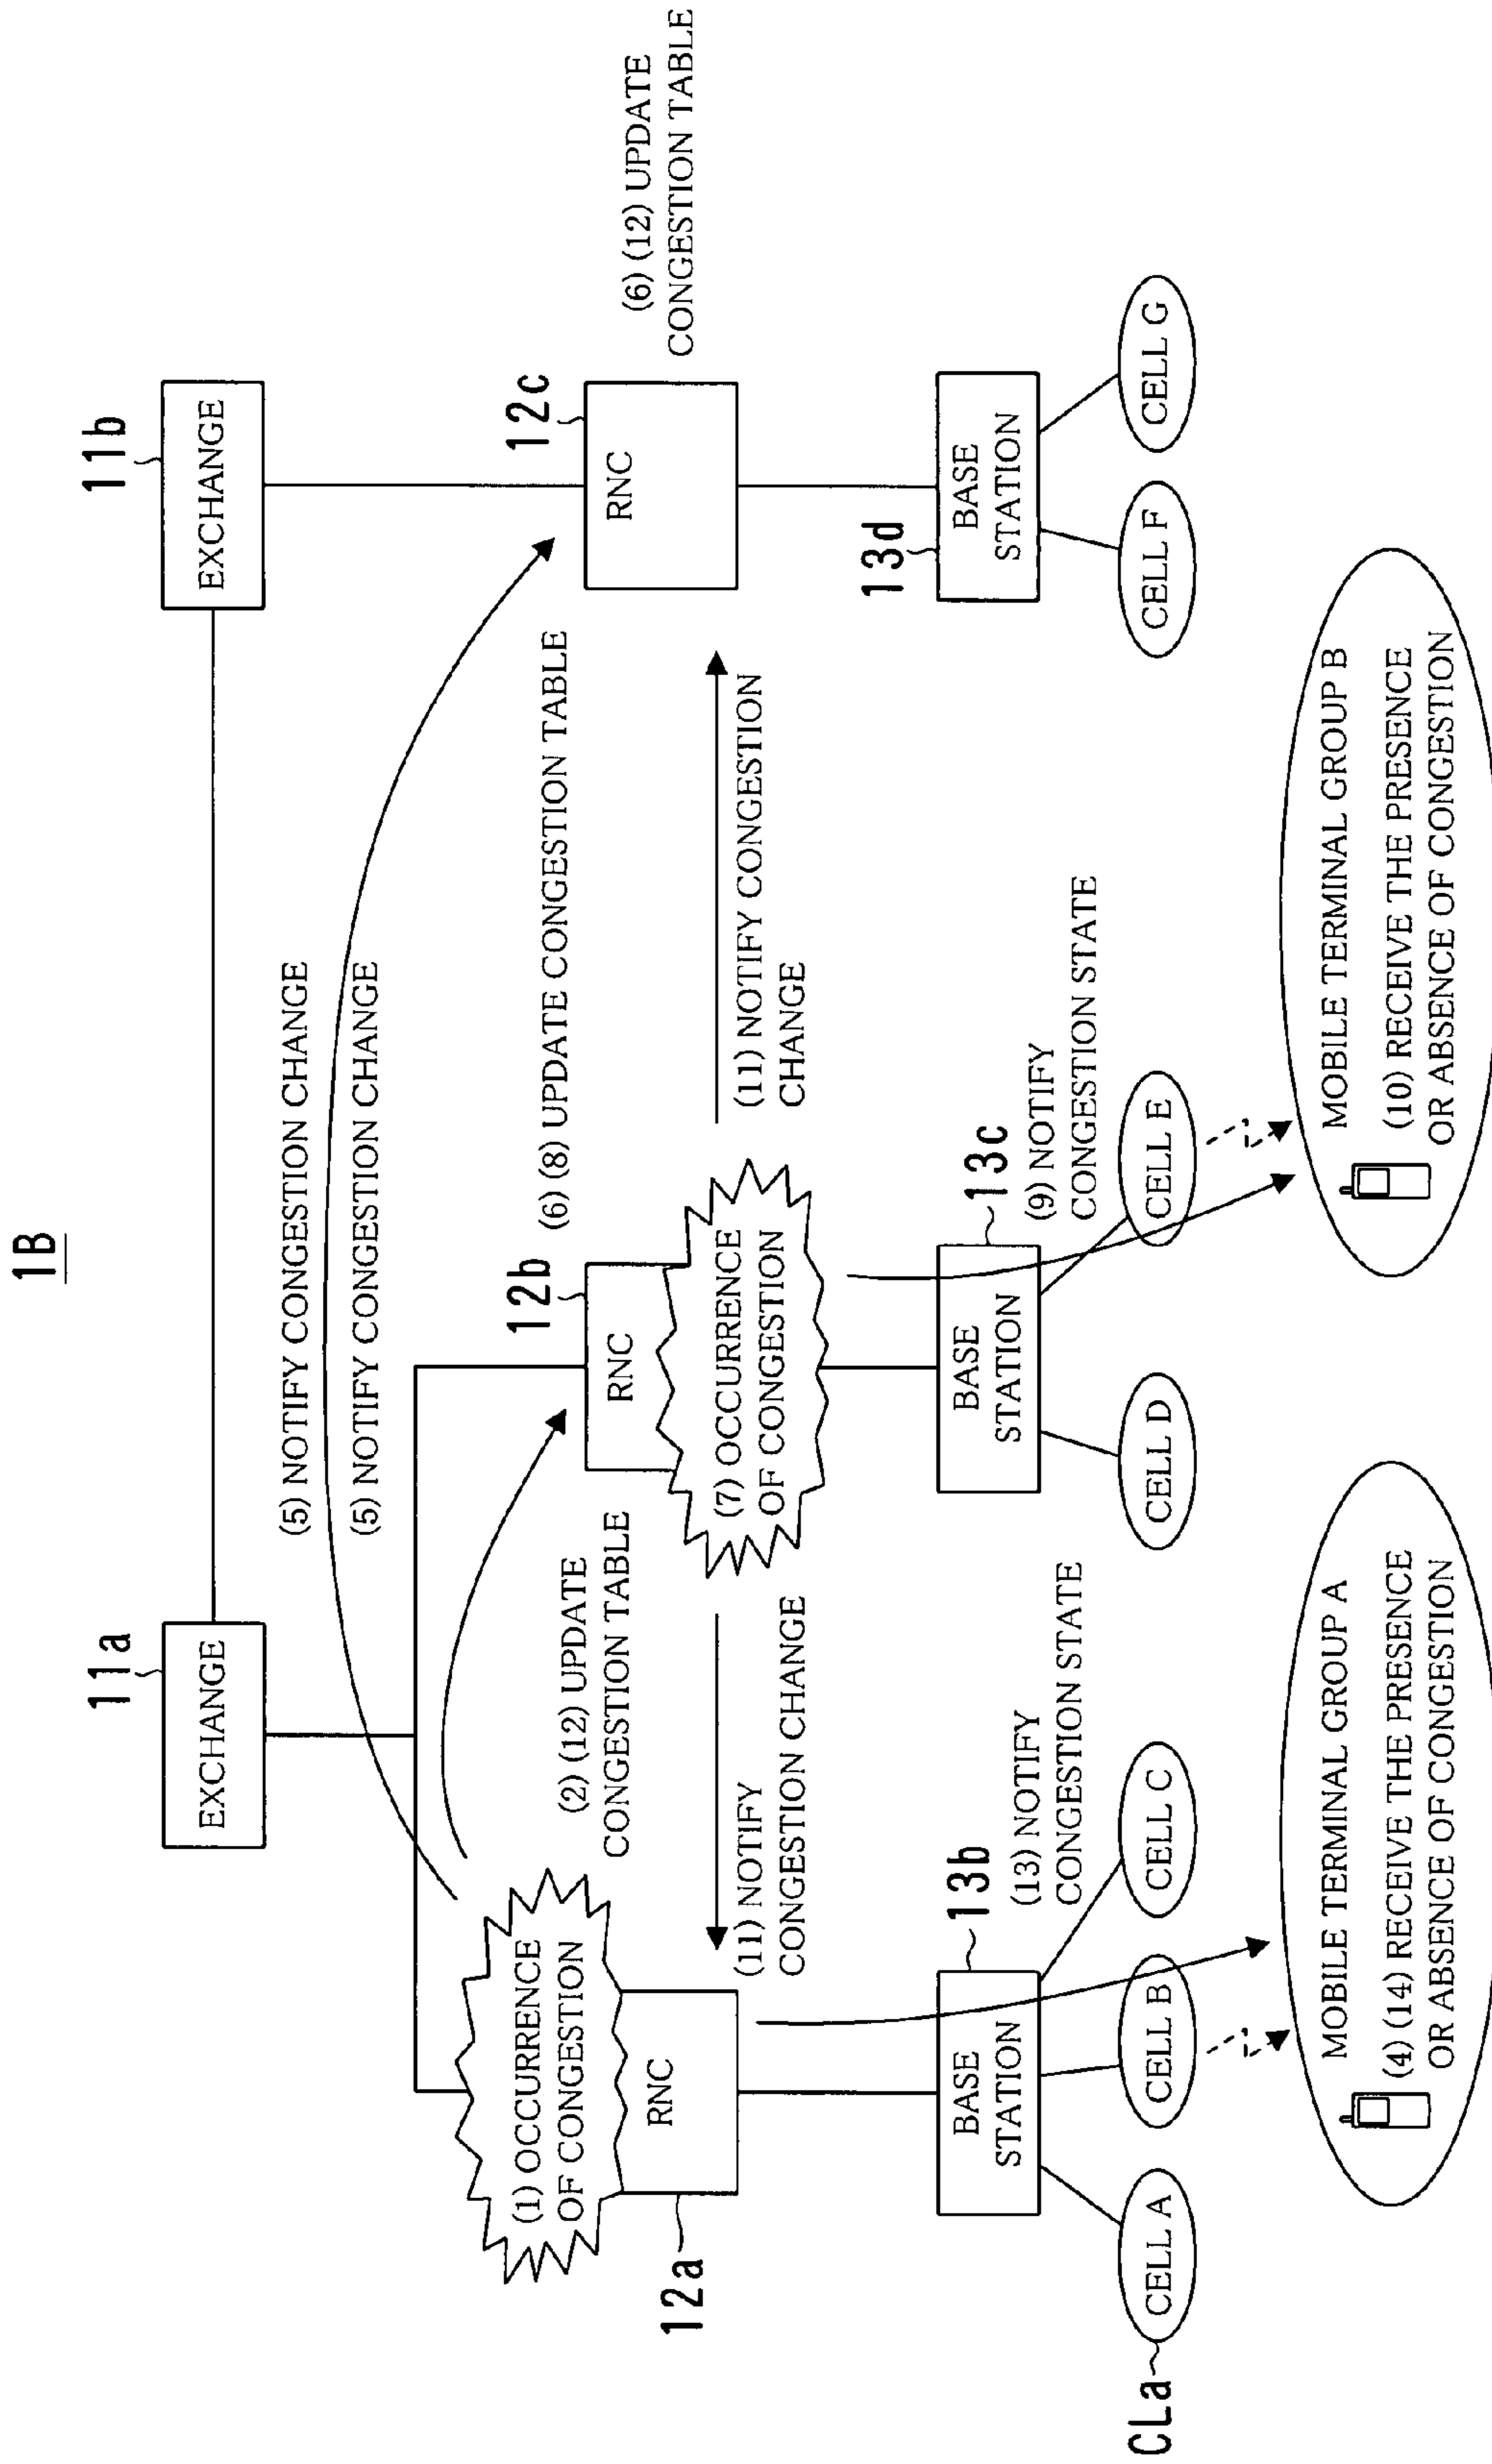 1B
11a
EXCHANGE
11b
EXCHANGE
(5) NOTIFY CONGESTION CHANGE
(5) NOTIFY CONGESTION CHANGE
(1) OCCURRENCE
OF CONGESTION
RNC
12a
(2) (12) UPDATE
CONGESTION TABLE
12b
RNC
(6) (8) UPDATE CONGESTION TABLE
(7) OCCURRENCE
OF CONGESTION
12c
RNC
(6) (12) UPDATE
CONGESTION TABLE
(11) NOTIFY
CONGESTION CHANGE
(11) NOTIFY CONGESTION
CHANGE
13b
BASE
STATION
(13) NOTIFY
CONGESTION STATE
13c
BASE
STATION
(9) NOTIFY
CONGESTION STATE
13d
BASE
STATION
CLa
CELL A
CELL B
CELL C
CELL D
CELL E
CELL F
CELL G
MOBILE TERMINAL GROUP A
(4) (14) RECEIVE THE PRESENCE
OR ABSENCE OF CONGESTION
MOBILE TERMINAL GROUP B
(10) RECEIVE THE PRESENCE
OR ABSENCE OF CONGESTION